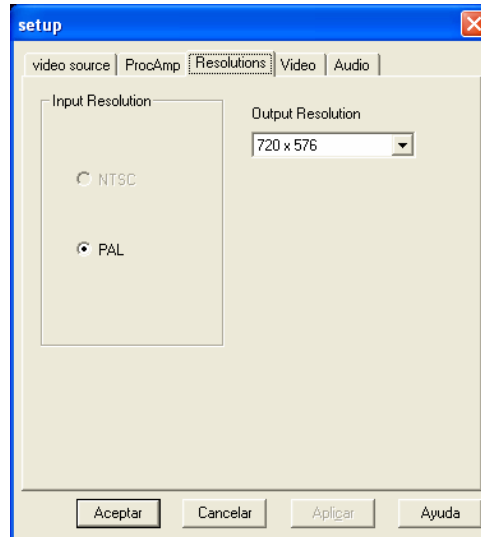 setup
video source ProcAmp Resolutions Video Audio
Input Resolution
Output Resolution
720 x 576
NTSC
PAL
Aceptar Cancelar Aplicar Ayuda